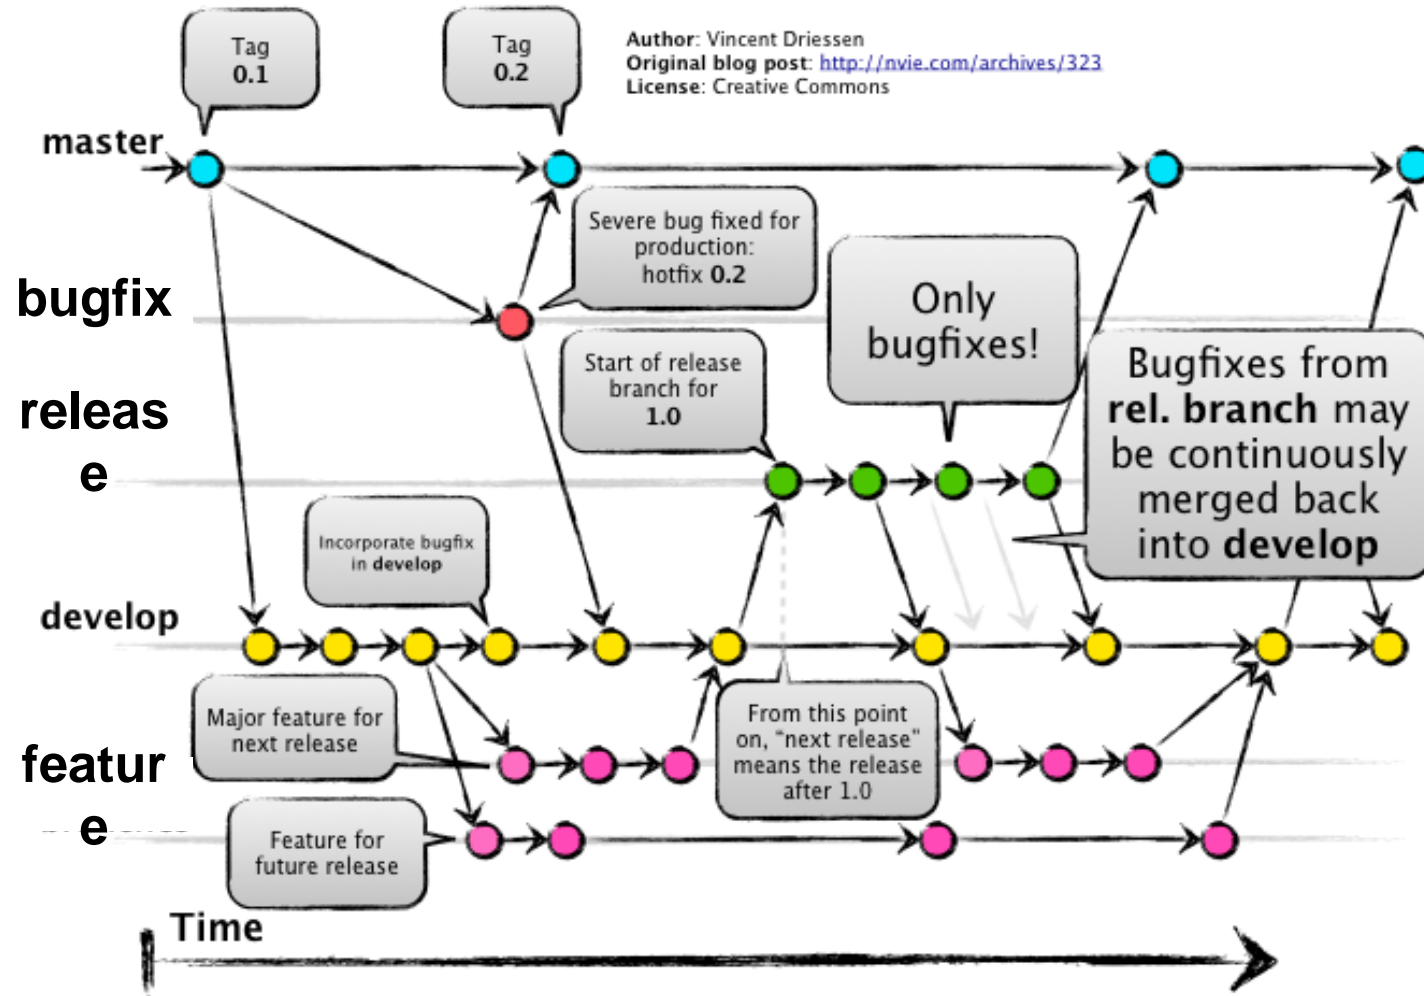 Tag
0.1
Tag
0.2
Author: Vincent Driessen
Original blog post: http://nvie.com/archives/323
License: Creative Commons
master
Severe bug fixed for
production:
hotfix 0.2
bugfix
Only
bugfixes!
Start of release
branch for
1.0
Bugfixes from
rel. branch may
be continuously
merged back
into develop
releas
e
Incorporate bugfix
in develop
develop
Major feature for
next release
From this point
on, “next release”
means the release
after 1.0
featur
e
Feature for
future release
Time